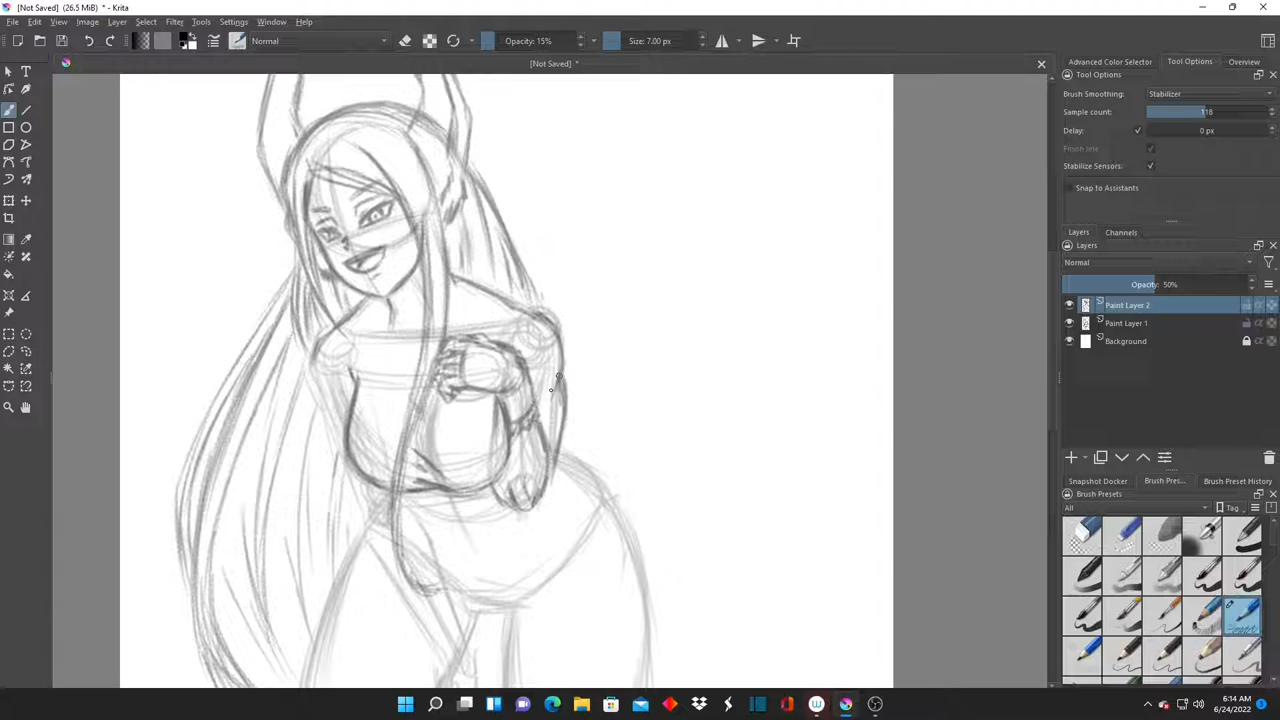 [Not Saved] (26.5 MiB) * - Krita
File Edit View Image Layer Select Filter Tools Settings Window Help
Normal
Opacity: 15%
Size: 7.00 px
[Not Saved] *
Advanced Color Selector Tool Options Overview
Tool Options
Brush Smoothing: Stabilizer
Sample count: 118
Delay: 0 px
Stabilize Sensors:
Snap to Assistants
Layers Channels
Layers
Normal
Opacity: 50%
Paint Layer 2
Paint Layer 1
Background
Snapshot Docker Brush Pres... Brush Preset History
Brush Presets
All Tag
6:14 AM
6/24/2022